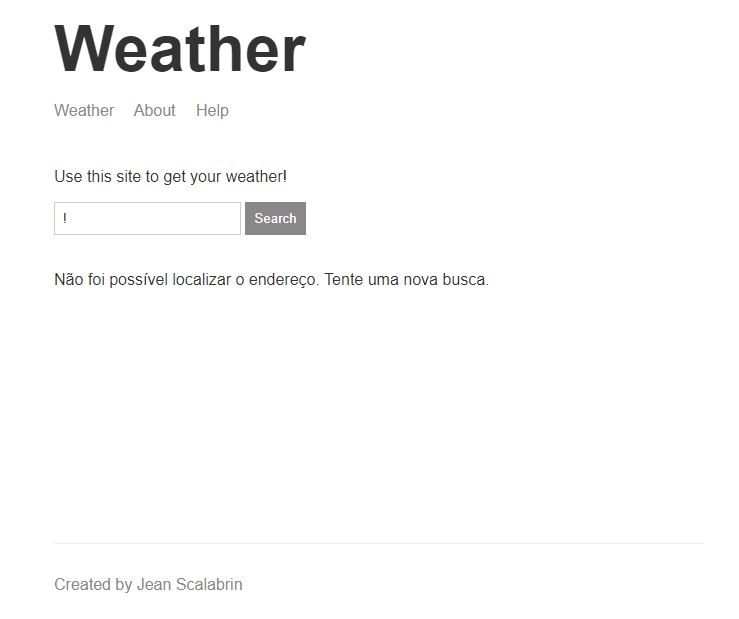 Weather
Weather About Help
Use this site to get your weather!
! Search
Não foi possível localizar o endereço. Tente uma nova busca.
Created by Jean Scalabrin